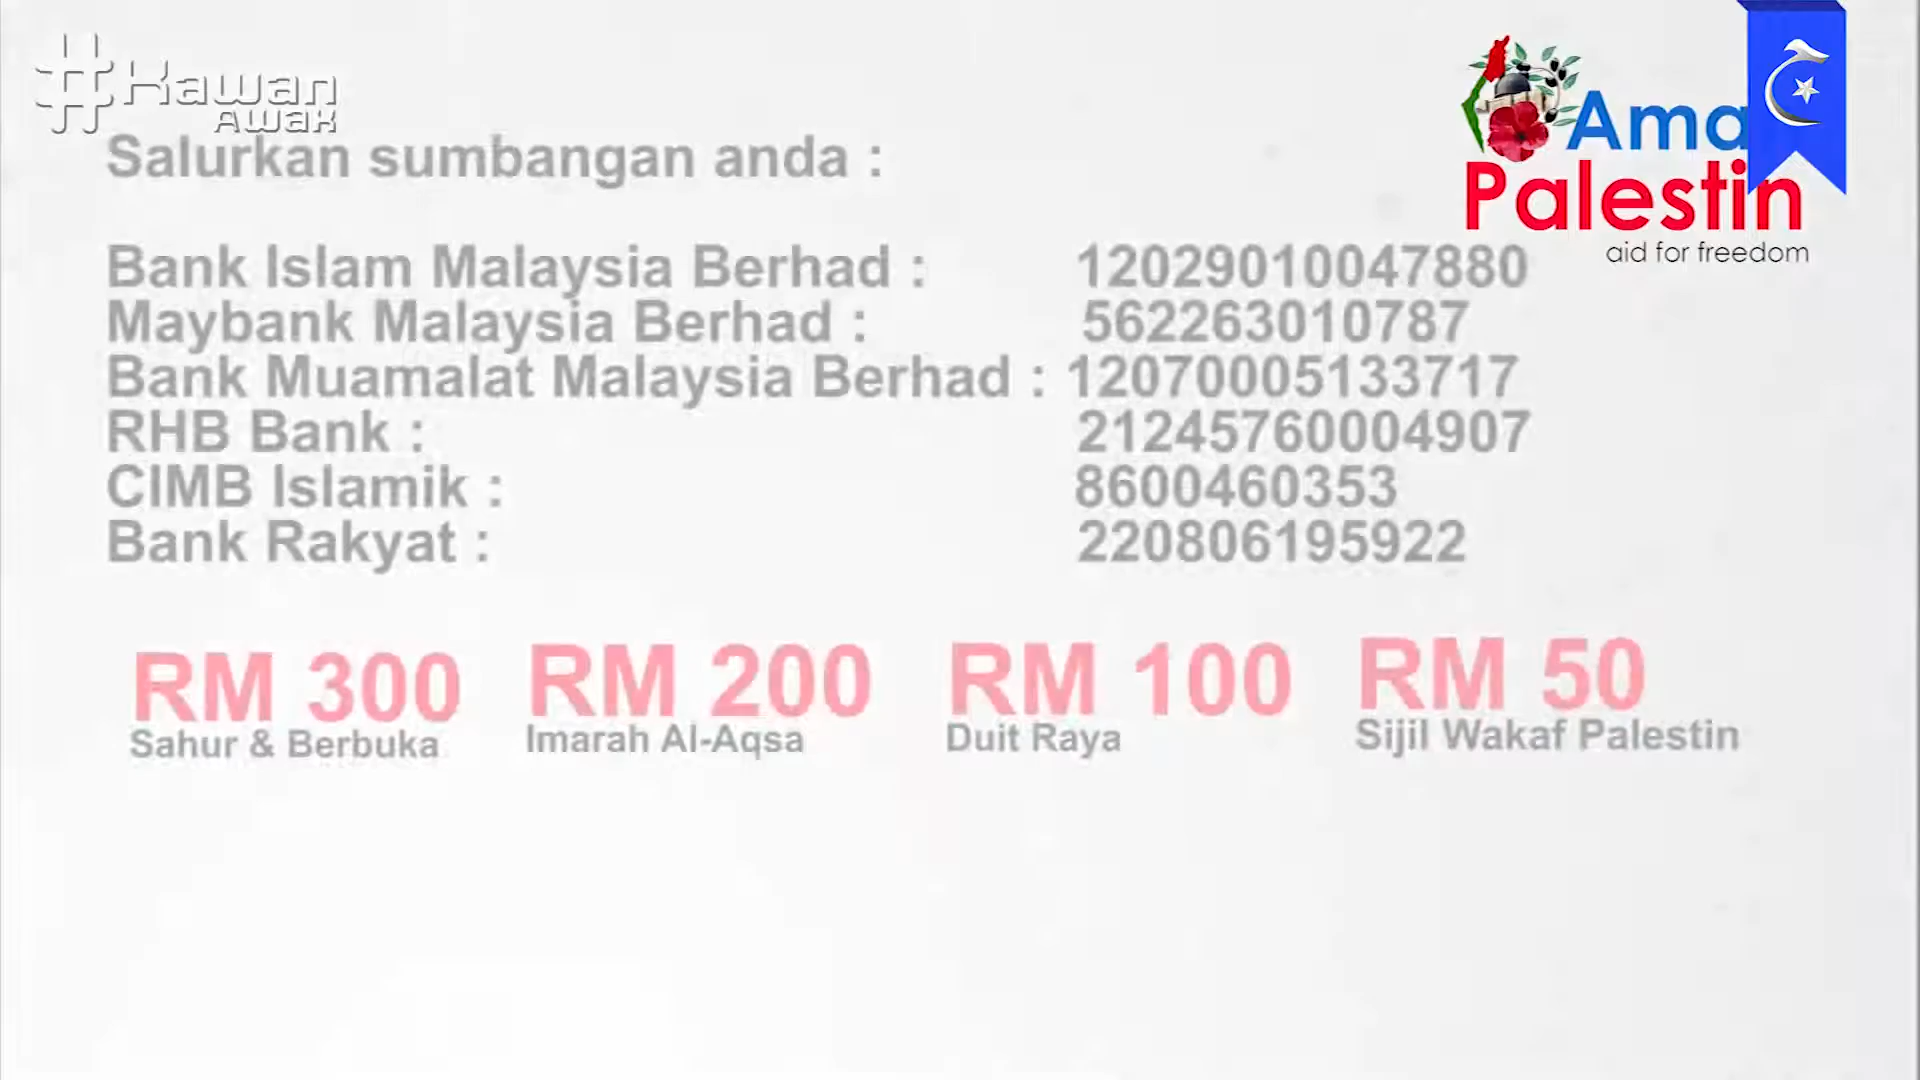 #Kawan
Awak
Ama
Palestin
aid for freedom
Salurkan sumbangan anda :
Bank Islam Malaysia Berhad : 12029010047880
Maybank Malaysia Berhad : 562263010787
Bank Muamalat Malaysia Berhad : 12070005133717
RHB Bank : 21245760004907
CIMB Islamik : 8600460353
Bank Rakyat : 220806195922
RM 300 RM 200 RM 100 RM 50
Sahur & Berbuka Imarah Al-Aqsa Duit Raya Sijil Wakaf Palestin